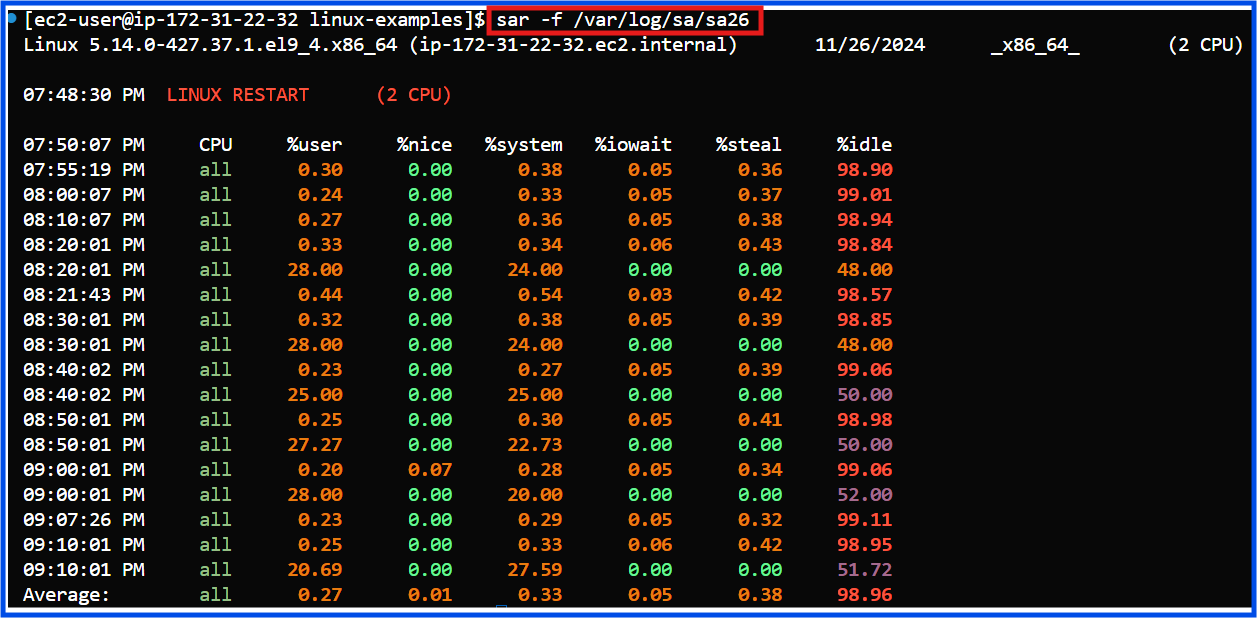 [ec2-user@ip-172-31-22-32 linux-examples]$ sar -f /var/log/sa/sa26
Linux 5.14.0-427.37.1.el9_4.x86_64 (ip-172-31-22-32.ec2.internal) 11/26/2024 _x86_64_ (2 CPU)
07:48:30 PM LINUX RESTART (2 CPU)
07:50:07 PM CPU %user %nice %system %iowait %steal %idle
07:55:19 PM all 0.30 0.00 0.38 0.05 0.36 98.90
08:00:07 PM all 0.24 0.00 0.33 0.05 0.37 99.01
08:10:07 PM all 0.27 0.00 0.36 0.05 0.38 98.94
08:20:01 PM all 0.33 0.00 0.34 0.06 0.43 98.84
08:20:01 PM all 28.00 0.00 24.00 0.00 0.00 48.00
08:21:43 PM all 0.44 0.00 0.54 0.03 0.42 98.57
08:30:01 PM all 0.32 0.00 0.38 0.05 0.39 98.85
08:30:01 PM all 28.00 0.00 24.00 0.00 0.00 48.00
08:40:02 PM all 0.23 0.00 0.27 0.05 0.39 99.06
08:40:02 PM all 25.00 0.00 25.00 0.00 0.00 50.00
08:50:01 PM all 0.25 0.00 0.30 0.05 0.41 98.98
08:50:01 PM all 27.27 0.00 22.73 0.00 0.00 50.00
09:00:01 PM all 0.20 0.07 0.28 0.05 0.34 99.06
09:00:01 PM all 28.00 0.00 20.00 0.00 0.00 52.00
09:07:26 PM all 0.23 0.00 0.29 0.05 0.32 99.11
09:10:01 PM all 0.25 0.00 0.33 0.06 0.42 98.95
09:10:01 PM all 20.69 0.00 27.59 0.00 0.00 51.72
Average: all 0.27 0.01 0.33 0.05 0.38 98.96